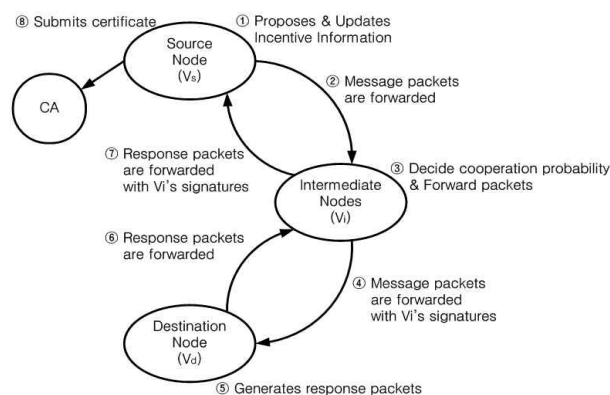 ⑧ Submits certificate
① Proposes & Updates
Incentive Information
Source
Node
(Vs)
② Message packets
are forwarded
CA
⑦ Response packets
are forwarded
with Vi's signatures
③ Decide cooperation probability
& Forward packets
Intermediate
Nodes
(Vi)
⑥ Response packets
are forwarded
④ Message packets
are forwarded
with Vi's signatures
Destination
Node
(Vd)
⑤ Generates response packets